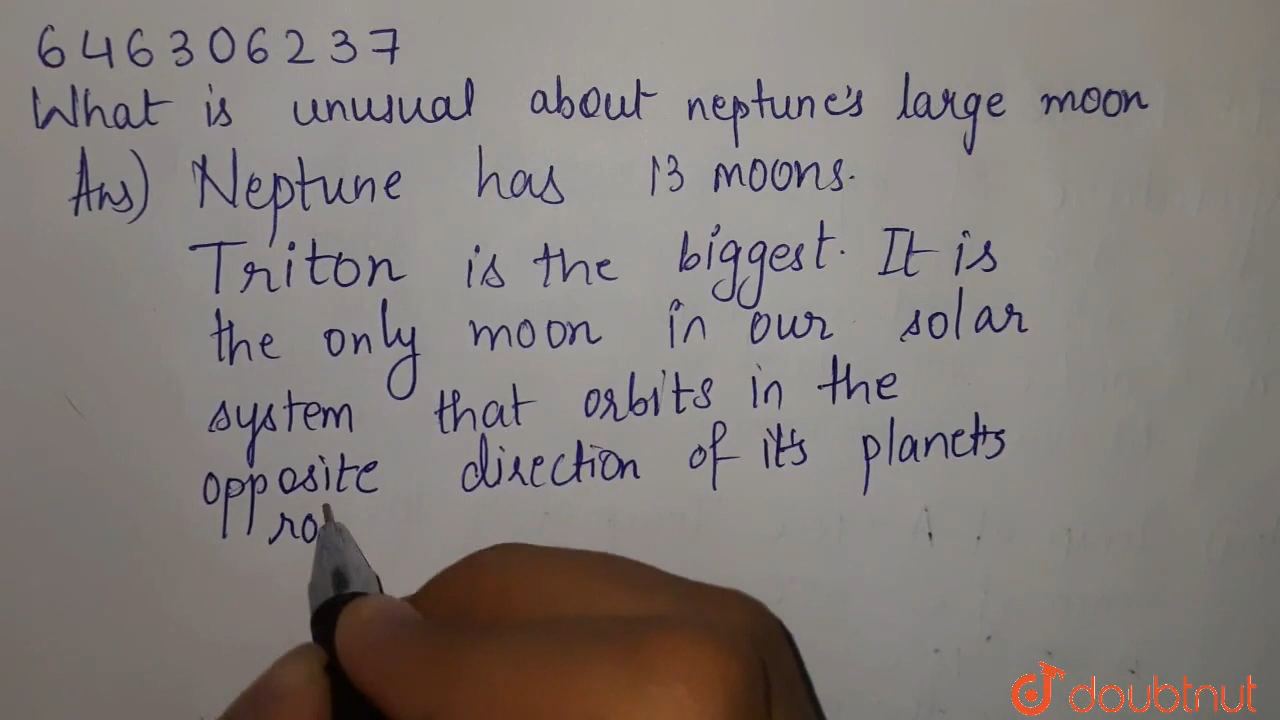 646306237
What is unusual about neptune's large moon
Ans) Neptune has 13 moons.
Triton is the biggest. It is
the only moon in our solar
system that orbits in the
opposite direction of its planets
ro
doubtnut